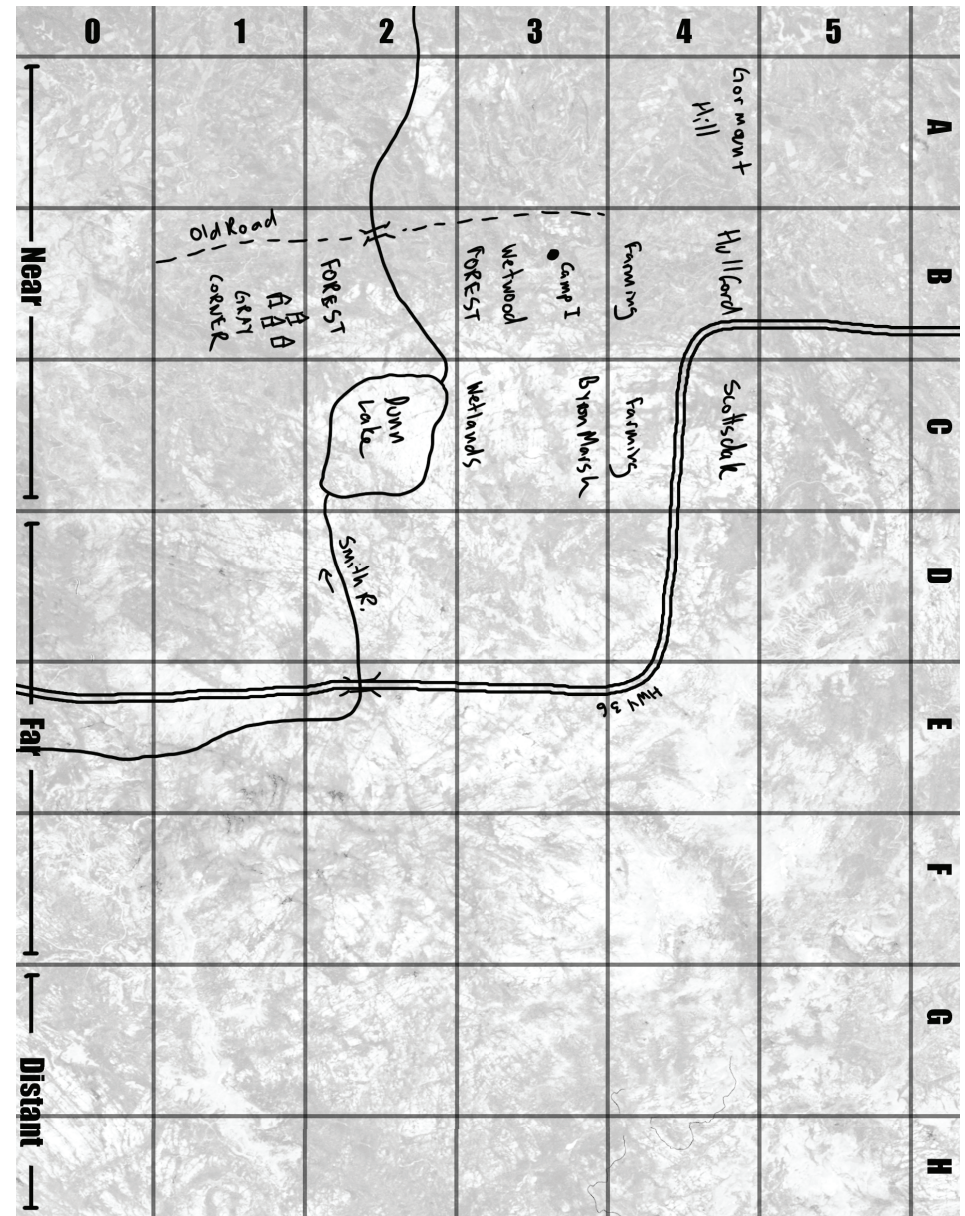 0 1 2 3 4 5
A
B
C
D
E
F
G
H
Near
Far
Distant
Gormant
Hill
Old Road
Hullford
Farming
Camp I
Wetwood
FOREST
FOREST
GRAY
CORNER
Scottsdale
Farming
Byron Marsh
Wetlands
Dunn
Lake
Smith R.
HWY 36